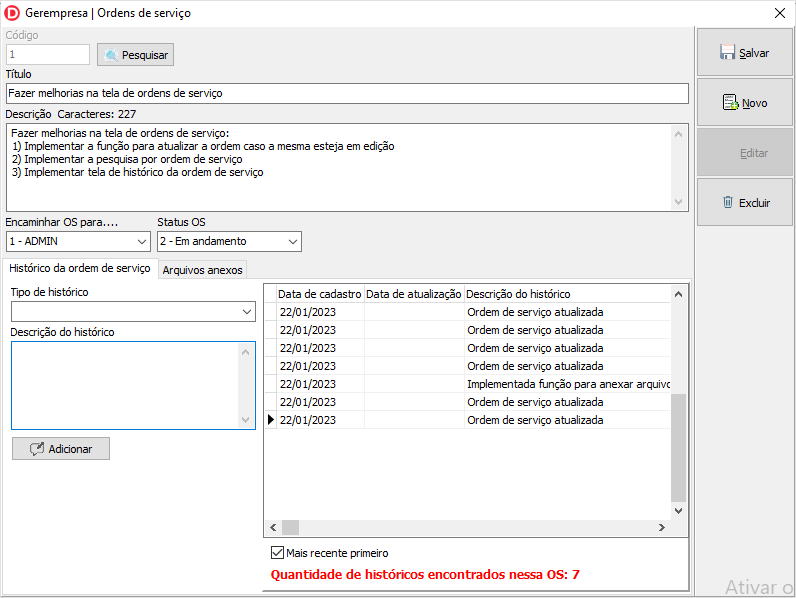 Gerempresa | Ordens de serviço
Código
1
Pesquisar
Título
Fazer melhorias na tela de ordens de serviço
Descrição Caracteres: 227
Fazer melhorias na tela de ordens de serviço:
1) Implementar a função para atualizar a ordem caso a mesma esteja em edição
2) Implementar a pesquisa por ordem de serviço
3) Implementar tela de histórico da ordem de serviço
Encaminhar OS para.... Status OS
1 - ADMIN 2 - Em andamento
Histórico da ordem de serviço Arquivos anexos
Tipo de histórico
Descrição do histórico
Adicionar
Data de cadastro Data de atualização Descrição do histórico
22/01/2023 Ordem de serviço atualizada
22/01/2023 Ordem de serviço atualizada
22/01/2023 Ordem de serviço atualizada
22/01/2023 Ordem de serviço atualizada
22/01/2023 Implementada função para anexar arquivo
22/01/2023 Ordem de serviço atualizada
22/01/2023 Ordem de serviço atualizada
Mais recente primeiro
Quantidade de históricos encontrados nessa OS: 7
Salvar
Novo
Editar
Excluir
Ativar o